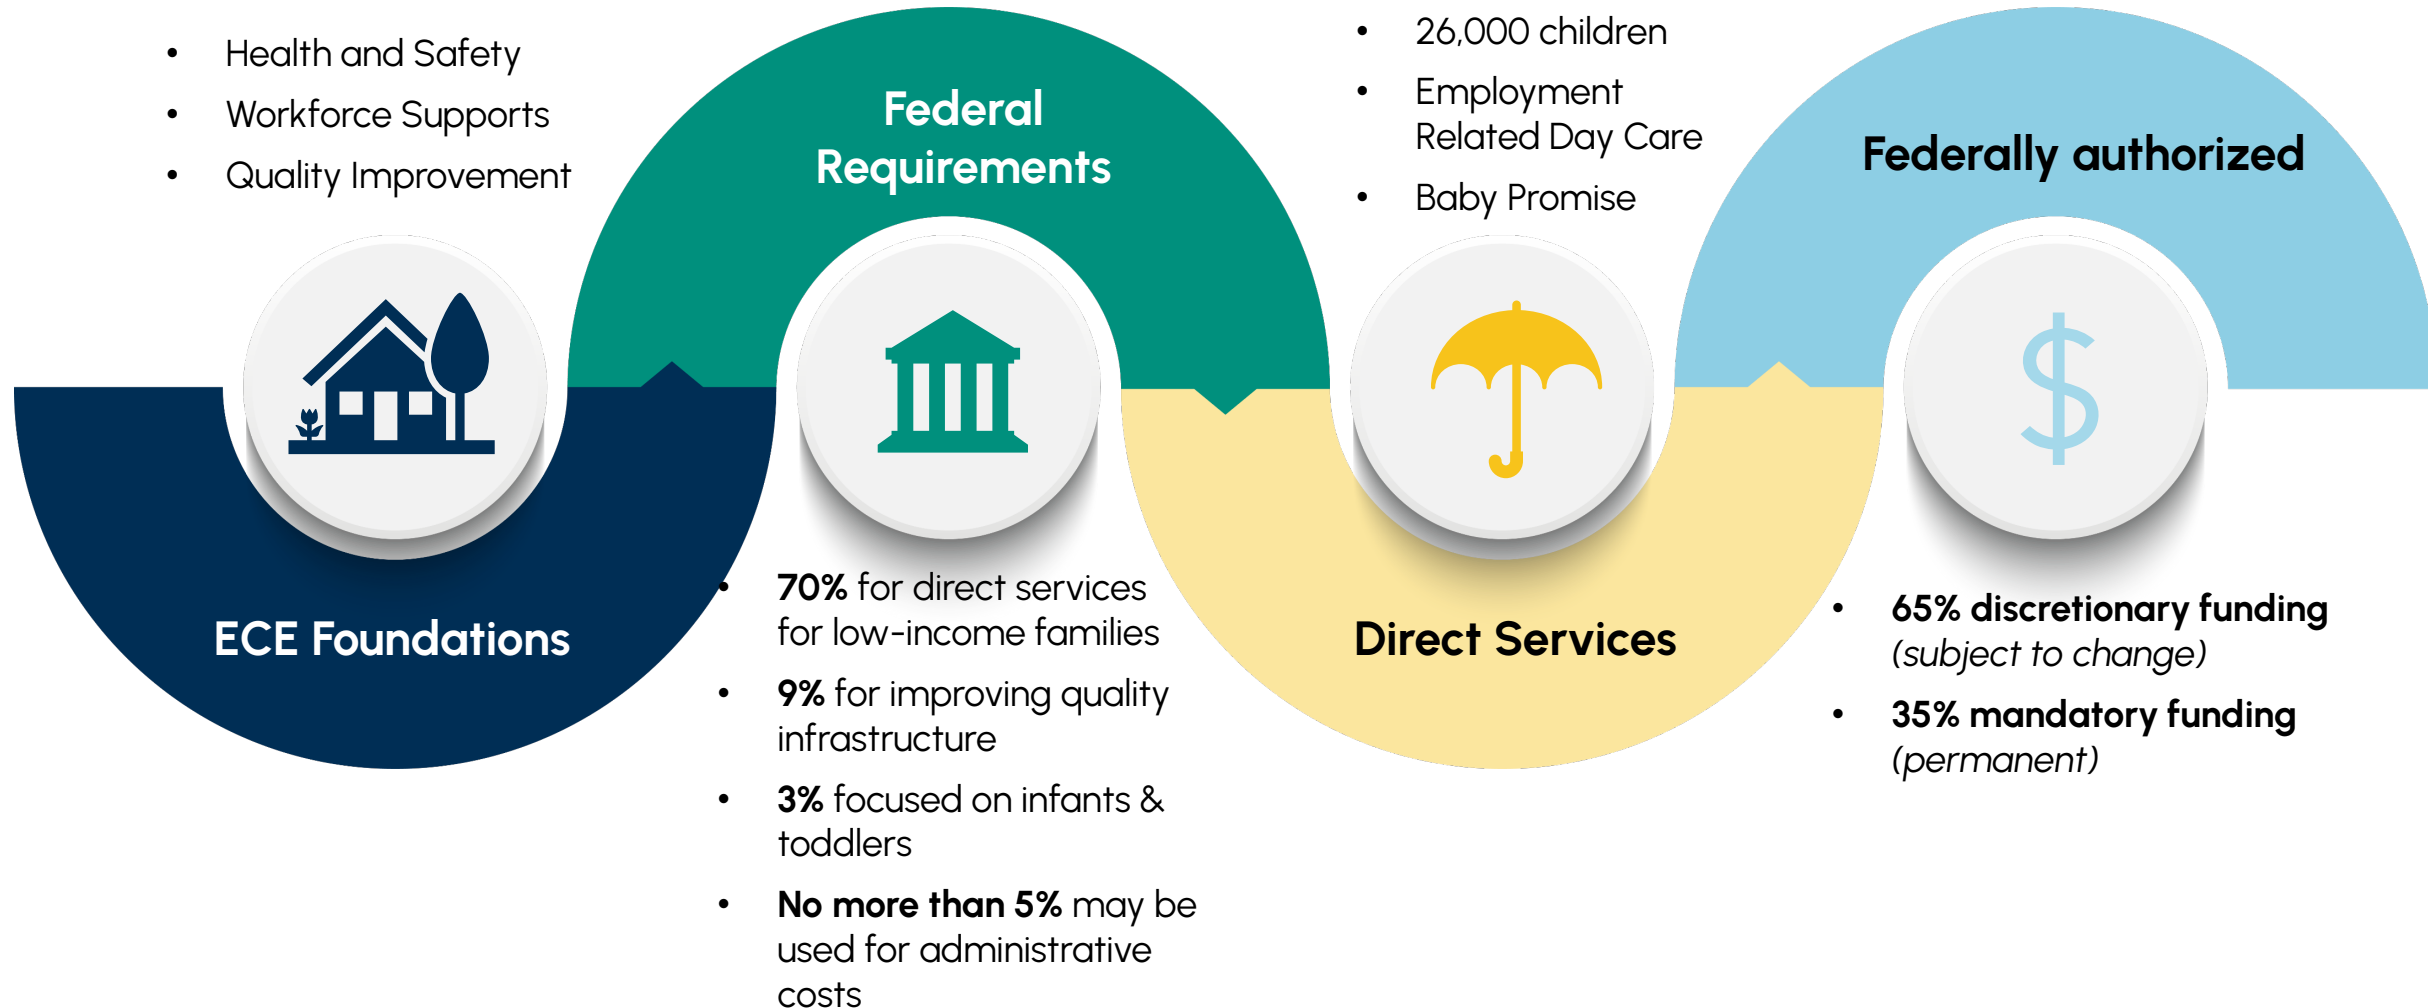 • Health and Safety
• Workforce Supports
• Quality Improvement
ECE Foundations
Federal
Requirements
• 70% for direct services
for low-income families
• 9% for improving quality
infrastructure
• 3% focused on infants &
toddlers
• No more than 5% may be
used for administrative
costs
• 26,000 children
• Employment
Related Day Care
• Baby Promise
Direct Services
Federally authorized
$
• 65% discretionary funding
(subject to change)
• 35% mandatory funding
(permanent)